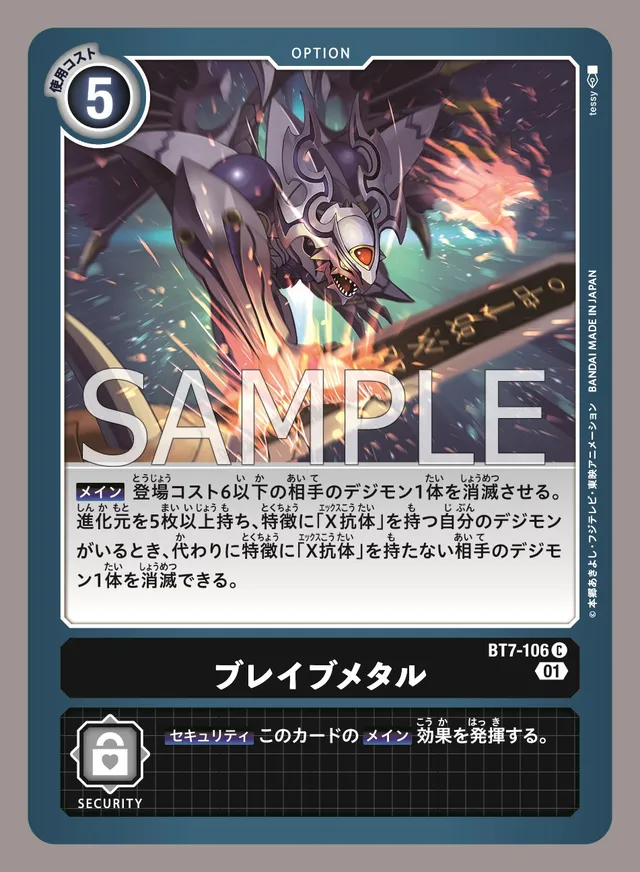 OPTION
使用コスト
5
tessy
SAMPLE
メイン 登場コスト6以下の相手のデジモン1体を消滅させる。
進化元を5枚以上持ち、特徴に「X抗体」を持つ自分のデジモン
がいるとき、代わりに特徴に「X抗体」を持たない相手のデジモ
ン1体を消滅できる。
©本郷あきよし・フジテレビ・東映アニメーション BANDAI MADE IN JAPAN
BT7-106 C
ブレイブメタル
01
セキュリティ このカードの メイン 効果を発揮する。
SECURITY